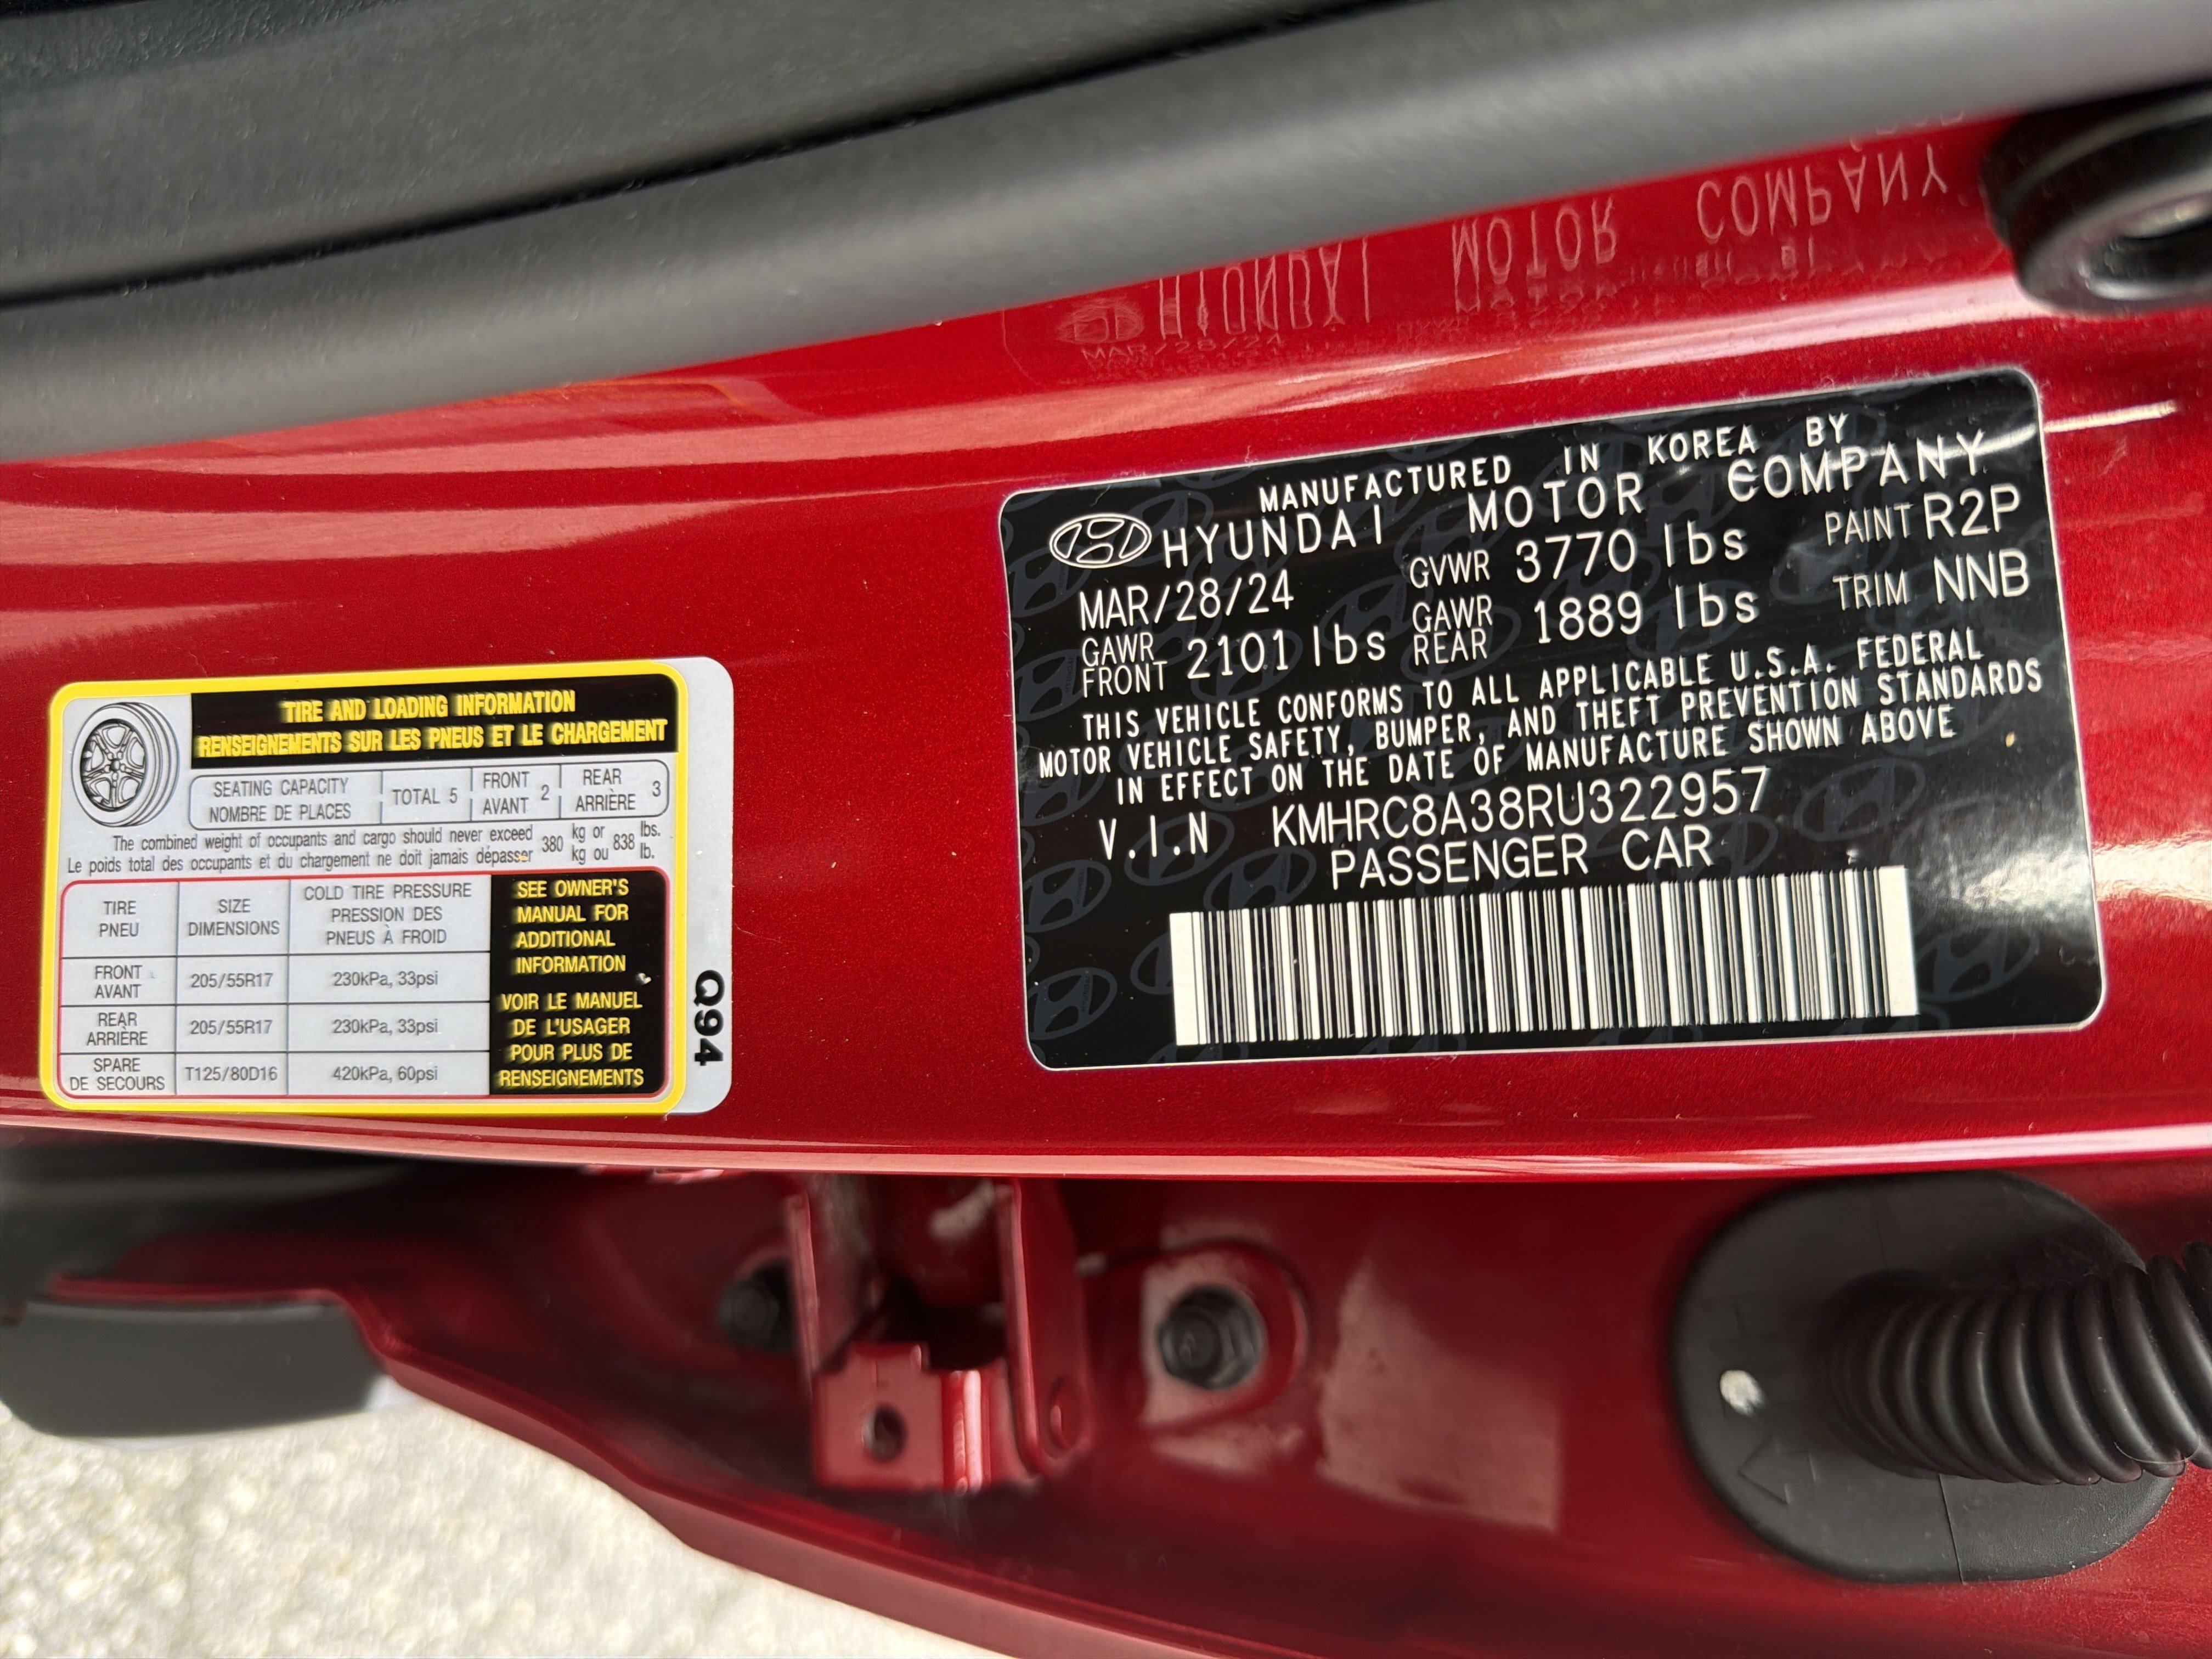 TIRE AND LOADING INFORMATION
RENSEIGNEMENTS SUR LES PNEUS ET LE CHARGEMENT
SEATING CAPACITY
NOMBRE DE PLACES
TOTAL 5
FRONT
AVANT
2
REAR
ARRIÈRE
3
The combined weight of occupants and cargo should never exceed 380 kg or 838 lbs.
Le poids total des occupants et du chargement ne doit jamais dépasser kg ou lb.
TIRE
PNEU
SIZE
DIMENSIONS
COLD TIRE PRESSURE
PRESSION DES
PNEUS À FROID
FRONT
AVANT
205/55R17
230kPa, 33psi
REAR
ARRIÈRE
205/55R17
230kPa, 33psi
SPARE
DE SECOURS
T125/80D16
420kPa, 60psi
SEE OWNER'S
MANUAL FOR
ADDITIONAL
INFORMATION
VOIR LE MANUEL
DE L'USAGER
POUR PLUS DE
RENSEIGNEMENTS
Q94
MANUFACTURED IN KOREA BY
HYUNDAI MOTOR COMPANY
MAR/28/24 GVWR 3770 lbs PAINT R2P
GAWR FRONT 2101 lbs GAWR REAR 1889 lbs TRIM NNB
THIS VEHICLE CONFORMS TO ALL APPLICABLE U.S.A. FEDERAL
MOTOR VEHICLE SAFETY, BUMPER, AND THEFT PREVENTION STANDARDS
IN EFFECT ON THE DATE OF MANUFACTURE SHOWN ABOVE
V.I.N KMHRC8A38RU322957
PASSENGER CAR